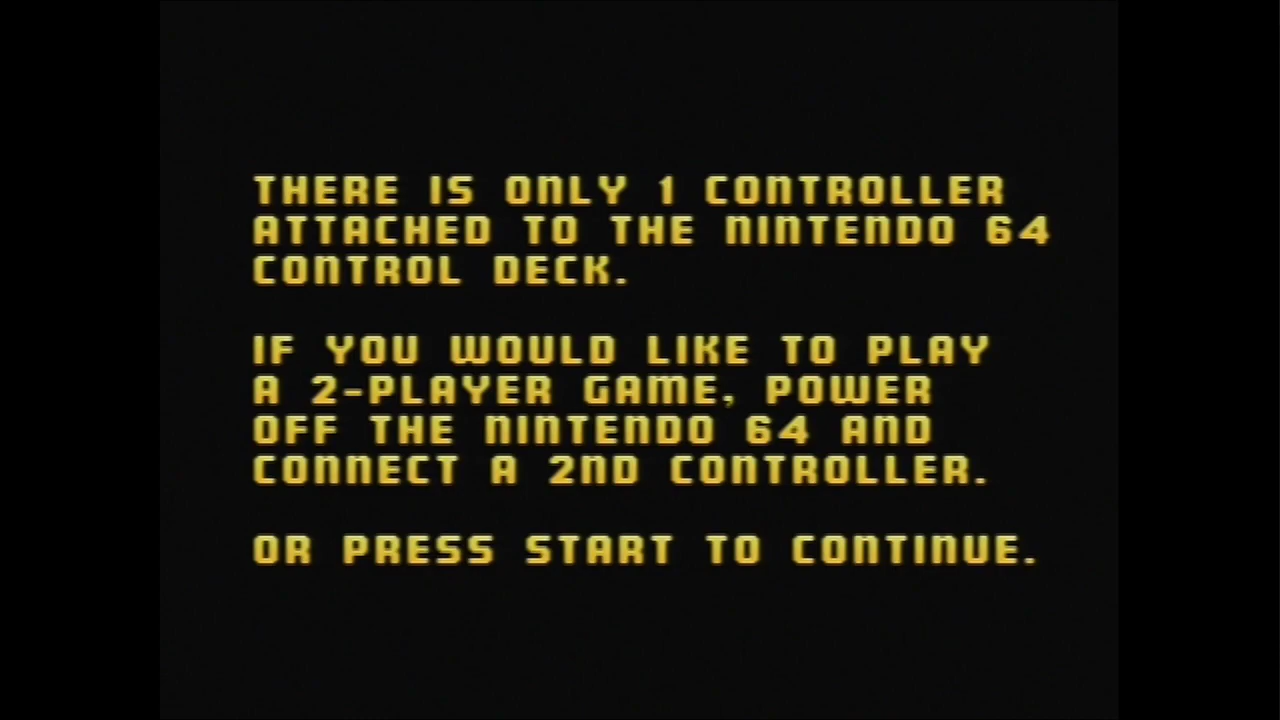 THERE IS ONLY 1 CONTROLLER
ATTACHED TO THE NINTENDO 64
CONTROL DECK.
IF YOU WOULD LIKE TO PLAY
A 2-PLAYER GAME, POWER
OFF THE NINTENDO 64 AND
CONNECT A 2ND CONTROLLER.
OR PRESS START TO CONTINUE.